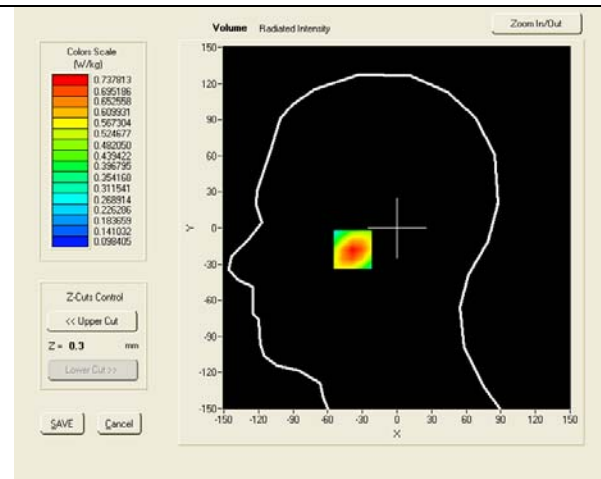 Volume Radiated Intensity
Zoom In/Out
Colors Scale
(W/kg)
0.737813
0.695186
0.652558
0.609931
0.567304
0.524677
0.482050
0.439422
0.396795
0.354168
0.311541
0.268914
0.226286
0.183659
0.141032
0.098405
Z-Cuts Control
<< Upper Cut
Z = 0.3 mm
Lower Cut >>
SAVE Cancel
150-
120-
90-
60-
30-
Y 0-
-30-
-60-
-90-
-120-
-150-
-150 -120 -90 -60 -30 0 30 60 90 120 150
X